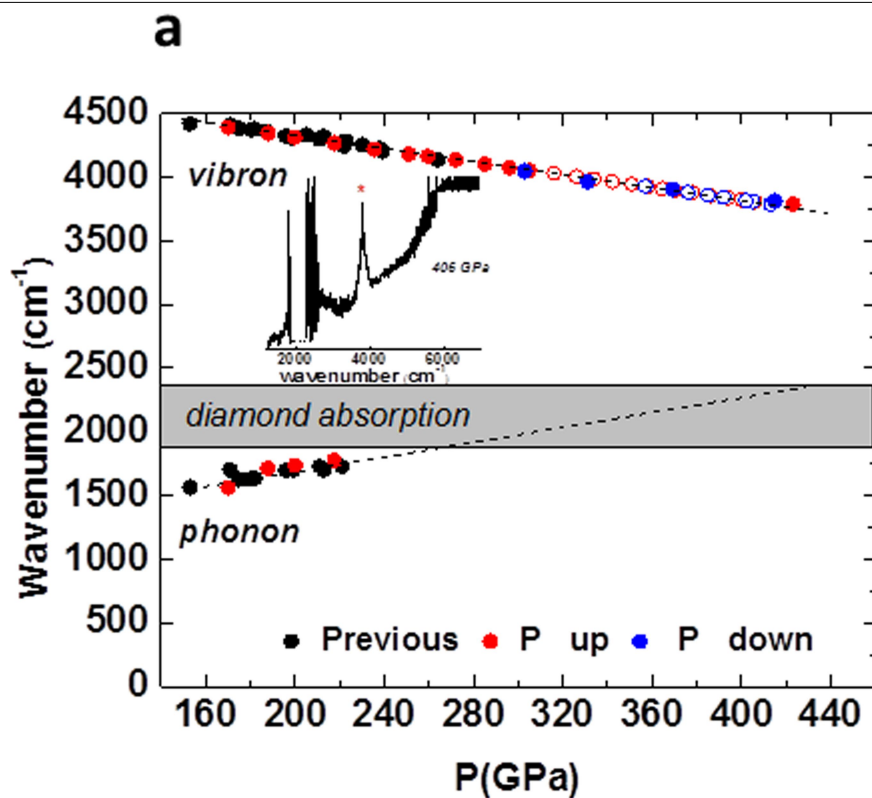 a
4500
4000
3500
3000
2500
2000
1500
1000
500
0
Wavenumber (cm-1)
vibron
*
406 GPa
2000 4000 6000
wavenumber (cm-1)
diamond absorption
phonon
Previous P up P down
160 200 240 280 320 360 400 440
P(GPa)